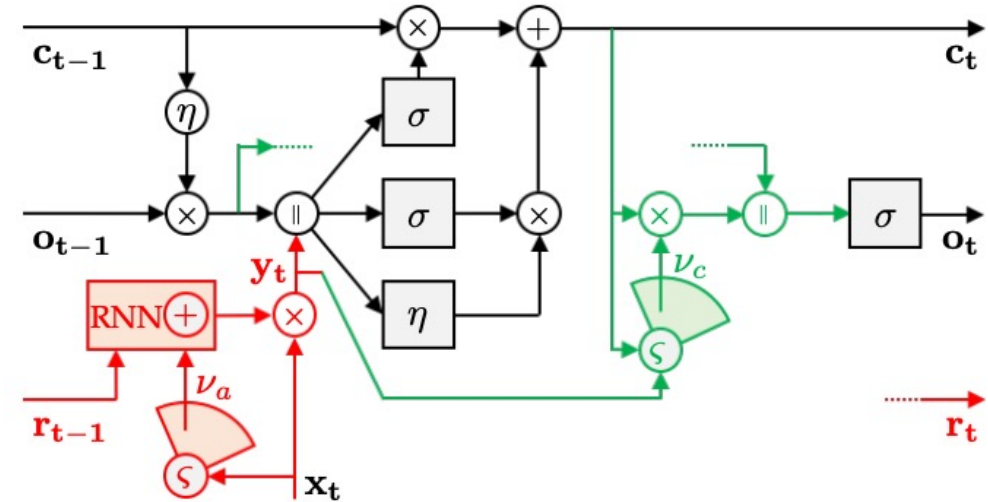 × +
c_{t-1} c_t
η σ
× || σ × × || σ
o_{t-1} o_t
y_t ν_c
RNN + × η ς
ν_a
r_{t-1} r_t
ς x_t